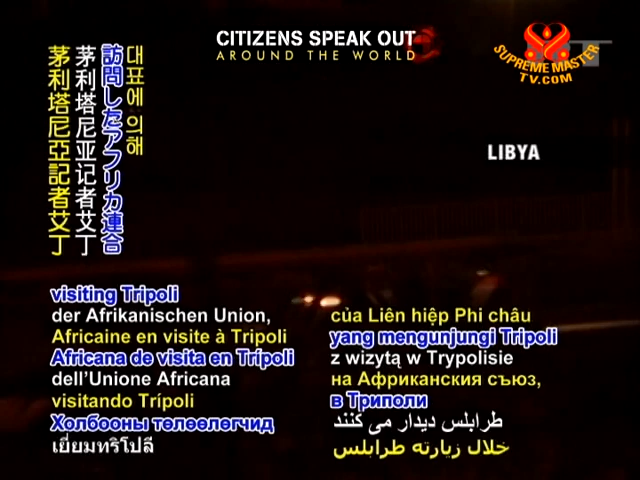 CITIZENS SPEAK OUT
AROUND THE WORLD
SUPREME MASTER
TV.COM
LIBYA
대표에 의해
訪問したアフリカ連合
茅利塔尼亚记者艾丁
茅利塔尼亞記者艾丁
visiting Tripoli
der Afrikanischen Union,
Africaine en visite à Tripoli
Africana de visita en Trípoli
dell'Unione Africana
visitando Trípoli
Холбооны төлөөлөгчид
เยี่ยมทริโปลี
của Liên hiệp Phi châu
yang mengunjungi Tripoli
z wizytą w Trypolisie
на Африканския съюз,
в Триполи
طرابلس دیدار می کنند
خلال زيارته طرابلس